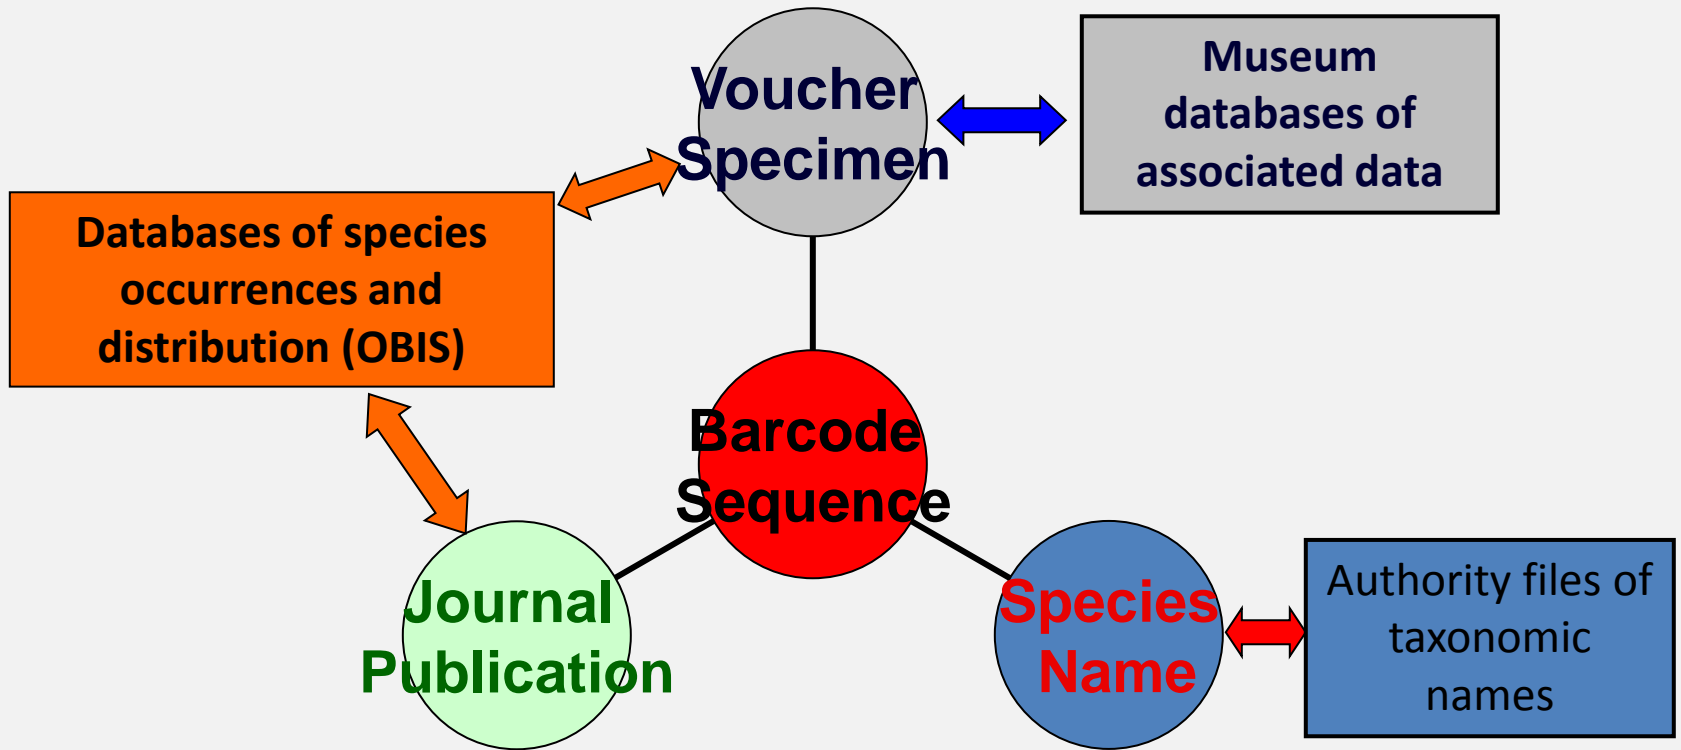 Voucher
Specimen
Museum
databases of
associated data
Databases of species
occurrences and
distribution (OBIS)
Barcode
Sequence
Journal
Publication
Species
Name
Authority files of
taxonomic
names